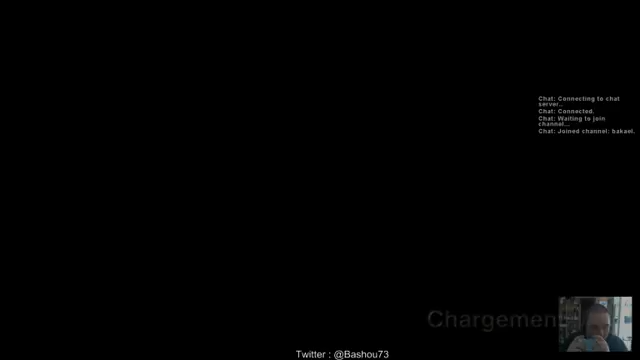 Chat: Connecting to chat
server..
Chat: Connected.
Chat: Waiting to join
channel...
Chat: Joined channel: bakael.
Chargement
Twitter : @Bashou73